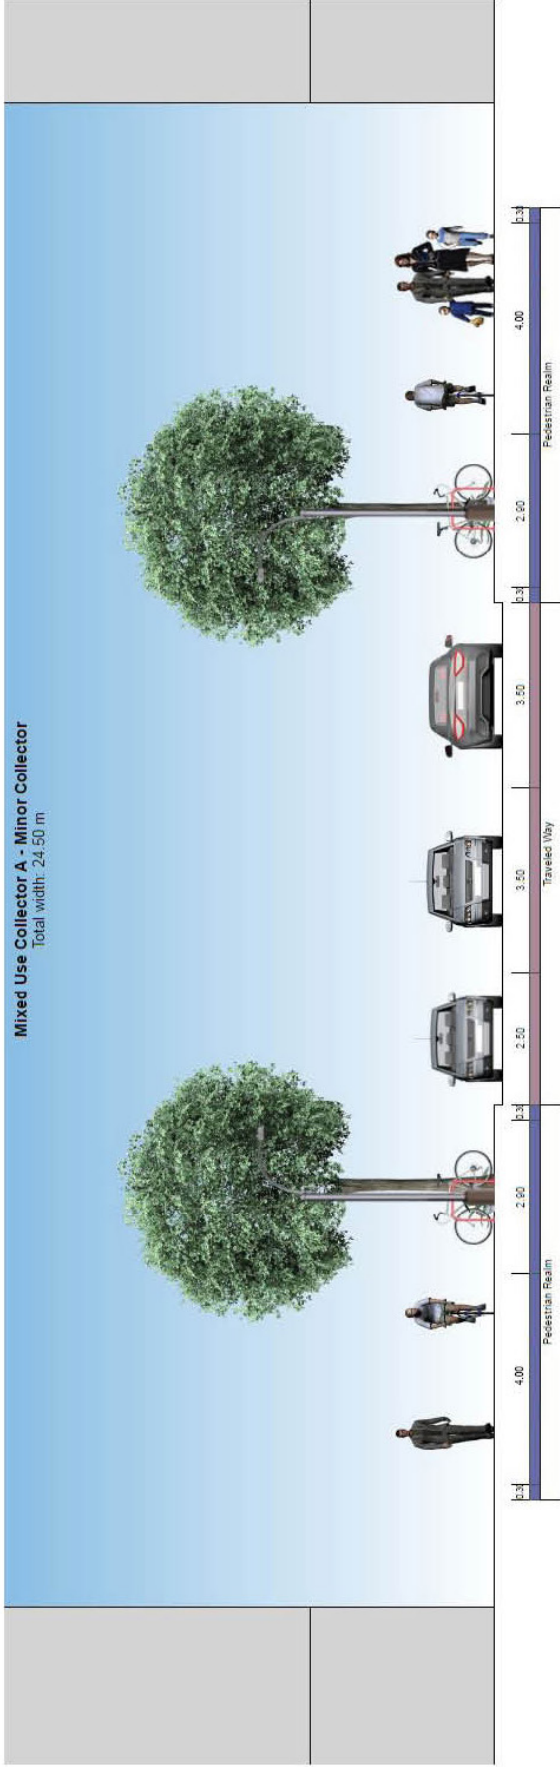 Mixed Use Collector A - Minor Collector
Total width: 24.50 m
0.30 4.00 2.90 0.30 2.50 3.50 3.50 0.30 2.90 4.00 0.30
Pedestrian Realm Traveled Way Pedestrian Realm